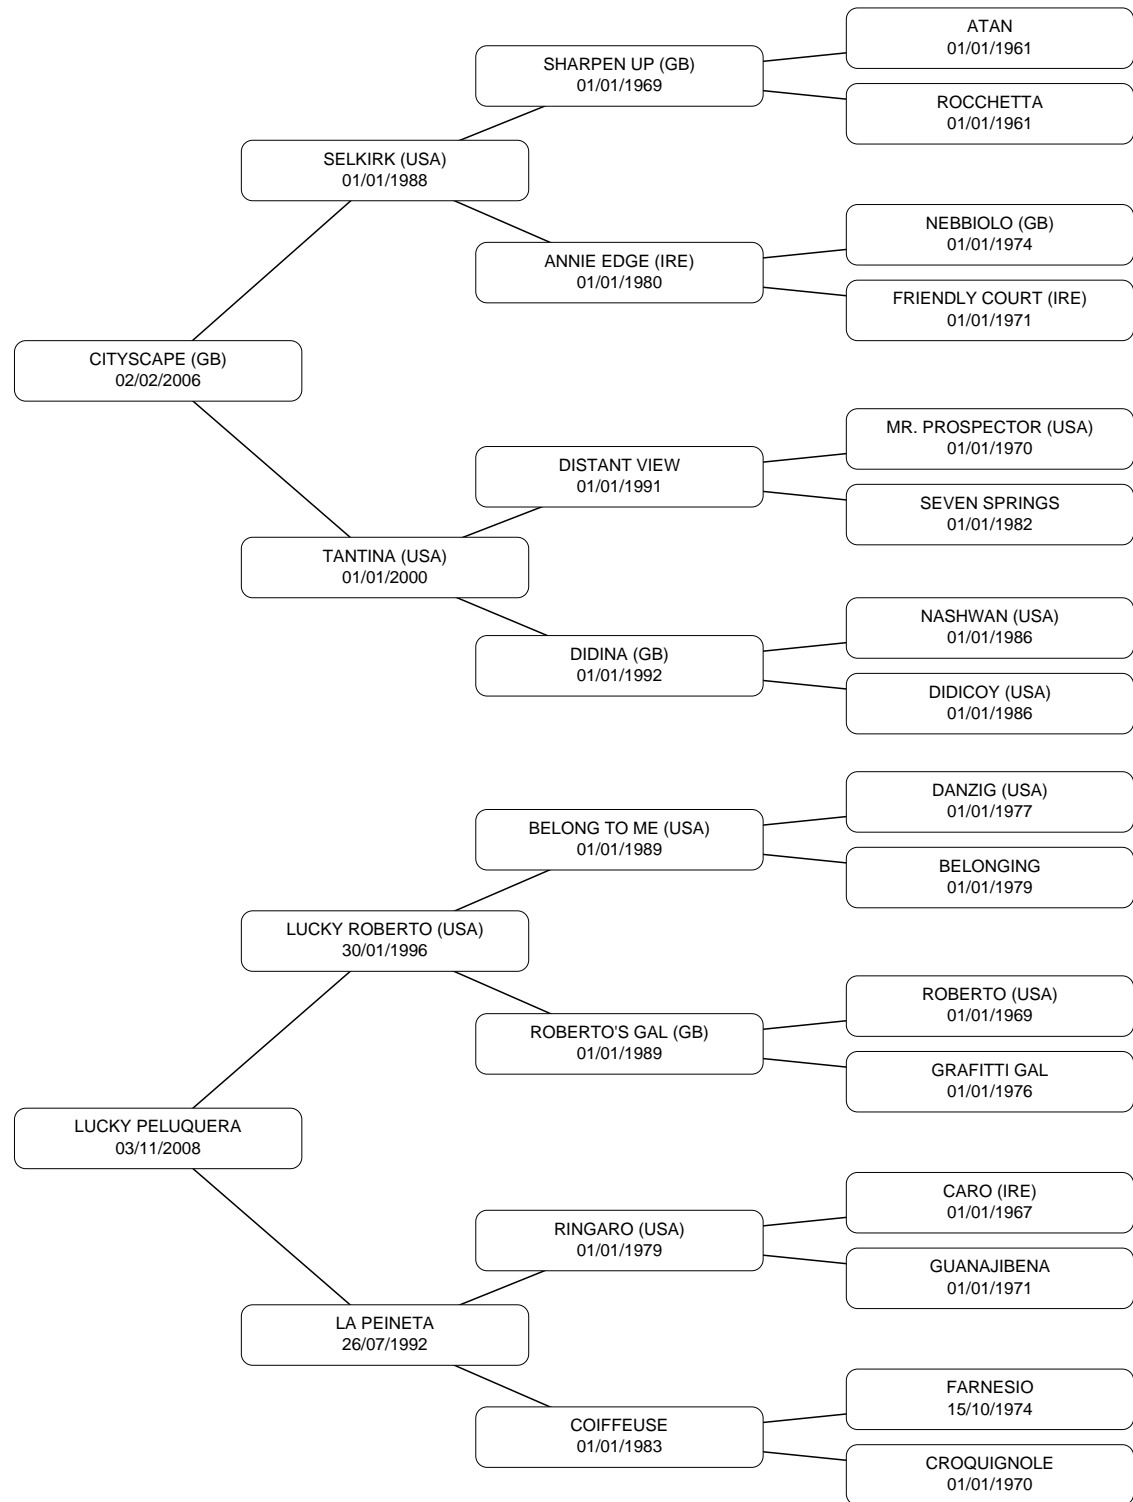 ATAN
01/01/1961
SHARPEN UP (GB)
01/01/1969
ROCCHETTA
01/01/1961
SELKIRK (USA)
01/01/1988
NEBBIOLO (GB)
01/01/1974
ANNIE EDGE (IRE)
01/01/1980
FRIENDLY COURT (IRE)
01/01/1971
CITYSCAPE (GB)
02/02/2006
MR. PROSPECTOR (USA)
01/01/1970
DISTANT VIEW
01/01/1991
SEVEN SPRINGS
01/01/1982
TANTINA (USA)
01/01/2000
NASHWAN (USA)
01/01/1986
DIDINA (GB)
01/01/1992
DIDICOY (USA)
01/01/1986
DANZIG (USA)
01/01/1977
BELONG TO ME (USA)
01/01/1989
BELONGING
01/01/1979
LUCKY ROBERTO (USA)
30/01/1996
ROBERTO (USA)
01/01/1969
ROBERTO'S GAL (GB)
01/01/1989
GRAFITTI GAL
01/01/1976
LUCKY PELUQUERA
03/11/2008
CARO (IRE)
01/01/1967
RINGARO (USA)
01/01/1979
GUANAJIBENA
01/01/1971
LA PEINETA
26/07/1992
FARNESIO
15/10/1974
COIFFEUSE
01/01/1983
CROQUIGNOLE
01/01/1970